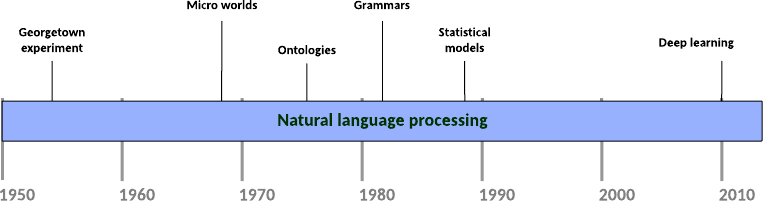 Micro worlds
Grammars
Georgetown
experiment
Statistical
models
Ontologies
Deep learning
Natural language processing
1950
1960
1970
1980
1990
2000
2010